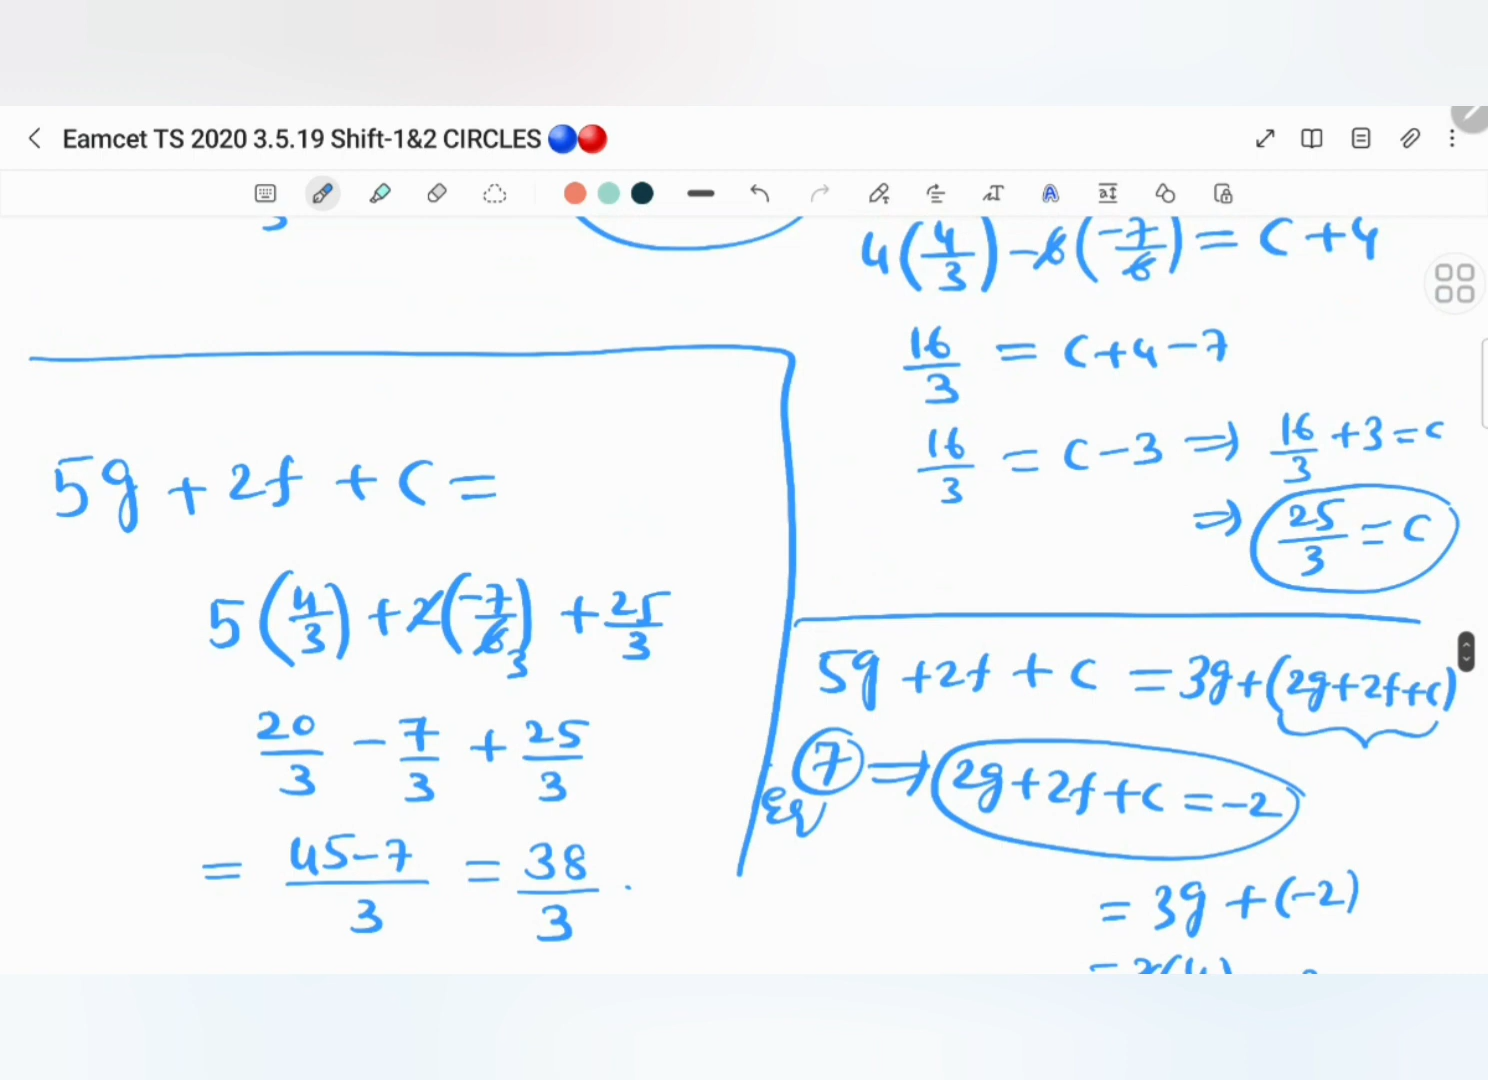 Eamcet TS 2020 3.5.19 Shift-1&2 CIRCLES
4(4/3) - 6(-7/6) = C + 4
16/3 = C + 4 - 7
16/3 = C - 3 ⇒ 16/3 + 3 = C
⇒ 25/3 = C
5g + 2f + C =
5(4/3) + 2(-7/6) + 25/3
3
20/3 - 7/3 + 25/3
= 45-7/3 = 38/3 .
5g + 2f + C = 3g + (2g + 2f + C)
Eq 7 ⇒ 2g + 2f + C = -2
= 3g + (-2)